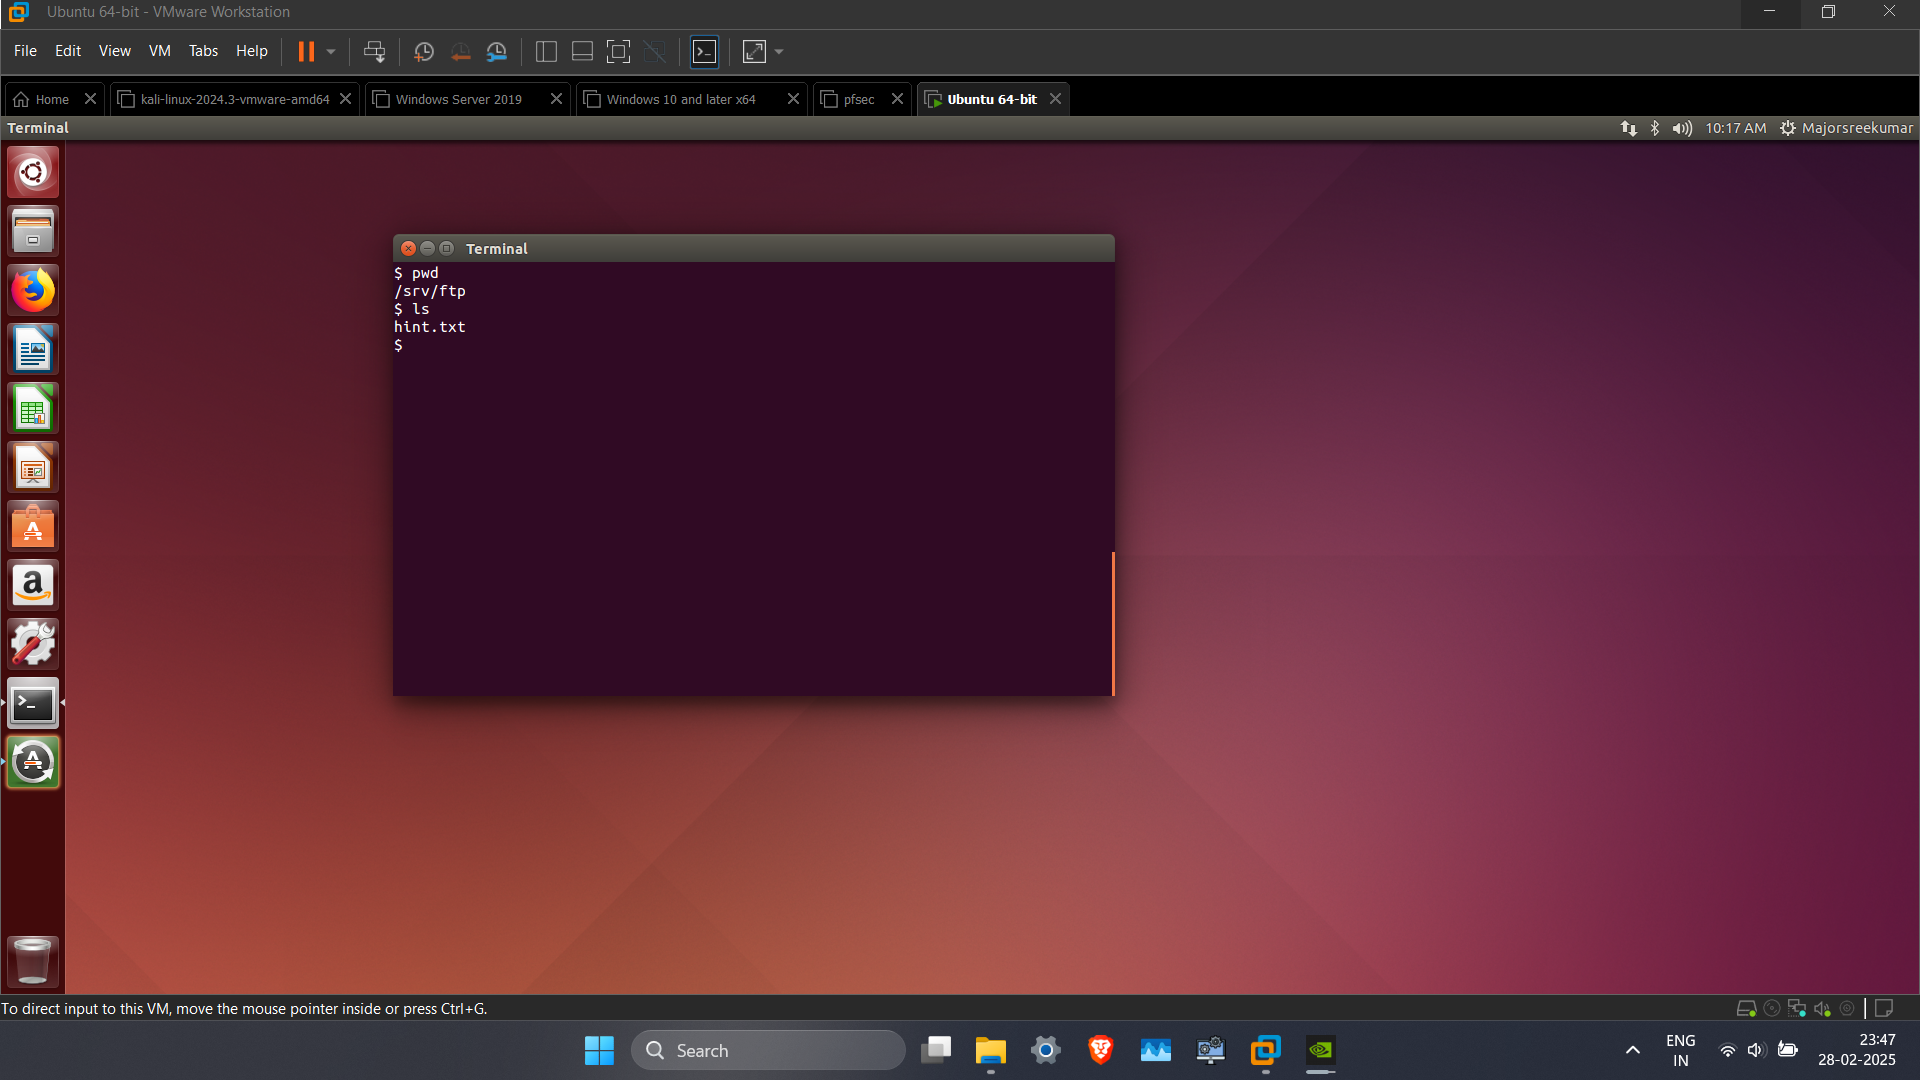 Ubuntu 64-bit - VMware Workstation
File Edit View VM Tabs Help
Home kali-linux-2024.3-vmware-amd64 Windows Server 2019 Windows 10 and later x64 pfsec Ubuntu 64-bit
Terminal 10:17 AM Majorsreekumar
Terminal
$ pwd
/srv/ftp
$ ls
hint.txt
$
To direct input to this VM, move the mouse pointer inside or press Ctrl+G.
Search
ENG
IN
23:47
28-02-2025